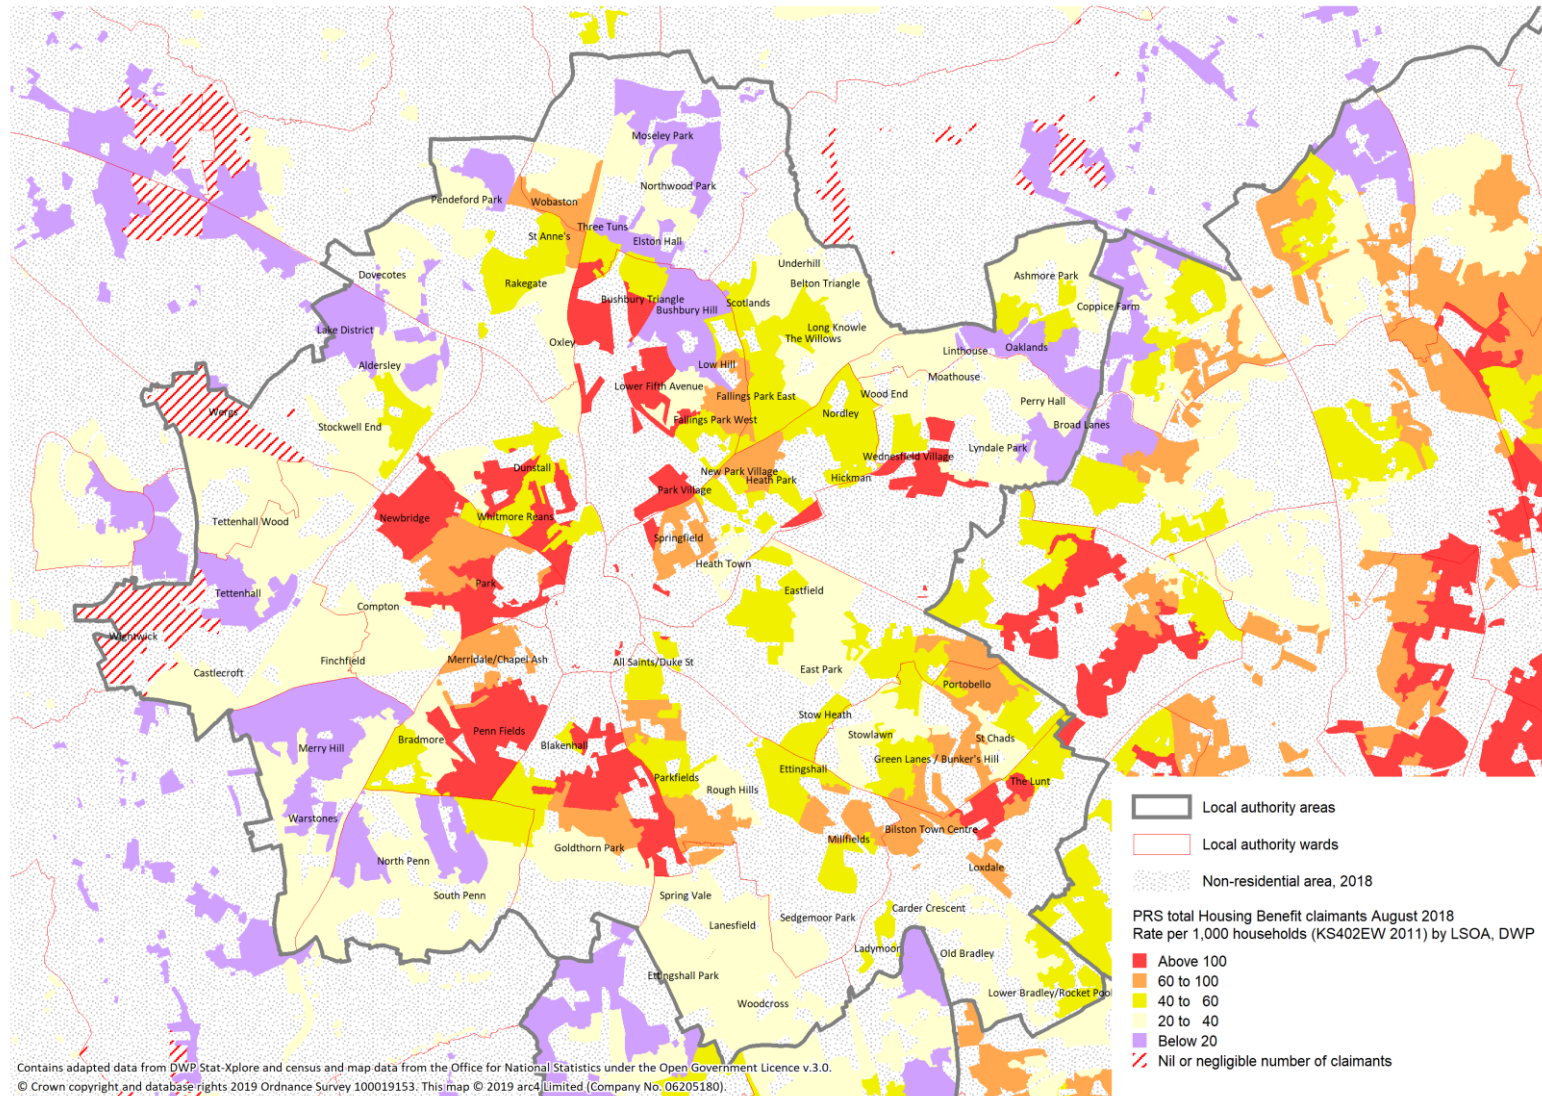 Moseley Park
Northwood Park
Pendeford Park
Wobaston
Three Tuns
St Anne's
Elston Hall
Underhill
Dovecotes
Ashmore Park
Rakegate
Belton Triangle
Bushbury Triangle
Scotlands
Coppice Farm
Bushbury Hill
Lake District
Long Knowle
The Willows
Oxley
Linthouse
Oaklands
Aldersley
Low Hill
Moathouse
Lower Fifth Avenue
Wood End
Fallings Park East
Perry Hall
Wergs
Nordley
Stockwell End
Fallings Park West
Broad Lanes
Lyndale Park
Wednesfield Village
Dunstall
New Park Village
Heath Park
Hickman
Park Village
Newbridge
Whitmore Reans
Tettenhall Wood
Springfield
Heath Town
Park
Eastfield
Tettenhall
Compton
Wightwick
Merridale/Chapel Ash
Finchfield
All Saints/Duke St
Castlecroft
East Park
Portobello
Stow Heath
Penn Fields
Stowlawn
St Chads
Bradmore
Blakenhall
Merry Hill
Green Lanes / Bunker's Hill
Ettingshall
Parkfields
The Lunt
Rough Hills
Warstones
Bilston Town Centre
Millfields
Goldthorn Park
North Penn
Loxdale
South Penn
Spring Vale
Carder Crescent
Sedgemoor Park
Lanesfield
Ladymoor
Old Bradley
Ettingshall Park
Lower Bradley/Rocket Pool
Woodcross
Local authority areas
Local authority wards
Non-residential area, 2018
PRS total Housing Benefit claimants August 2018
Rate per 1,000 households (KS402EW 2011) by LSOA, DWP
Above 100
60 to 100
40 to 60
20 to 40
Below 20
Nil or negligible number of claimants
Contains adapted data from DWP Stat-Xplore and census and map data from the Office for National Statistics under the Open Government Licence v.3.0.
© Crown copyright and database rights 2019 Ordnance Survey 100019153. This map © 2019 arc4 Limited (Company No. 06205180).